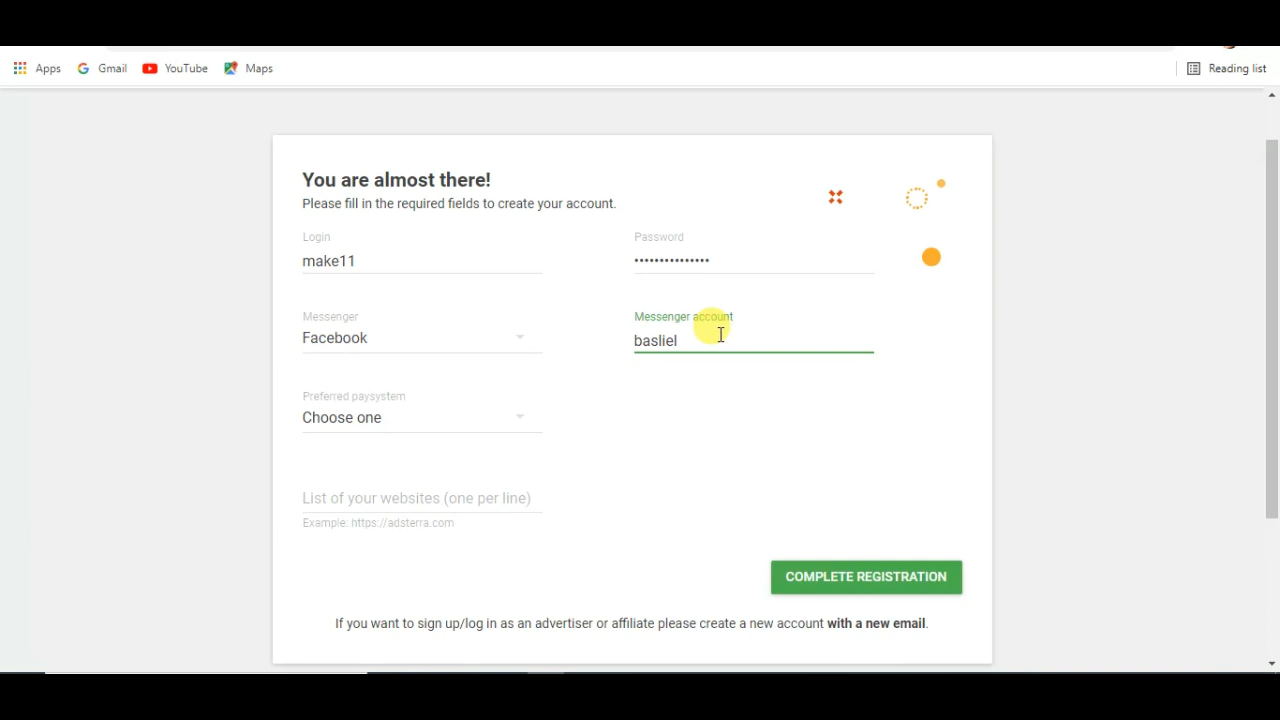 Apps Gmail YouTube Maps Reading list
You are almost there!
Please fill in the required fields to create your account.
Login Password
make11 •••••••••••••••
Messenger Messenger account
Facebook basliel
Preferred paysystem
Choose one
List of your websites (one per line)
Example: https://adsterra.com
COMPLETE REGISTRATION
If you want to sign up/log in as an advertiser or affiliate please create a new account with a new email.